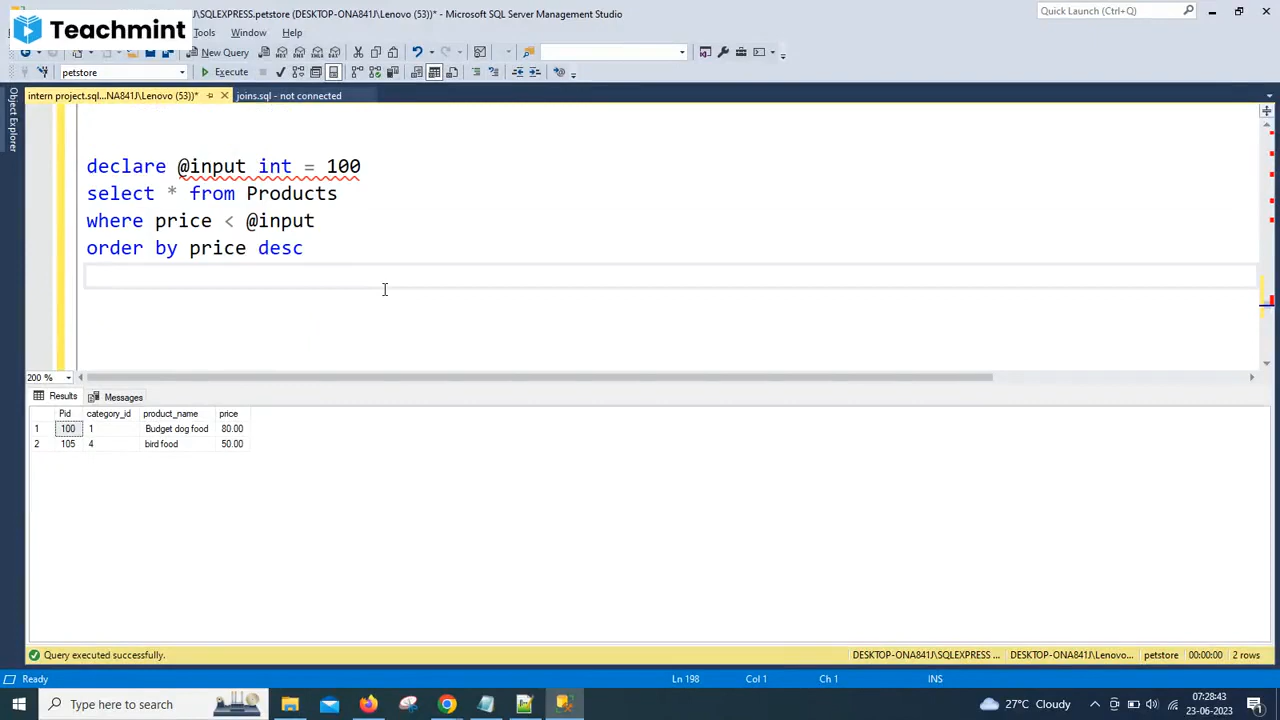 J\SQLEXPRESS.petstore (DESKTOP-ONA841J\Lenovo (53))* - Microsoft SQL Server Management Studio
Quick Launch (Ctrl+Q)
Teachmint
Tools Window Help
New Query
petstore
Execute
intern project.sql...NA841J\Lenovo (53))*
joins.sql - not connected
Object Explorer
declare @input int = 100
select * from Products
where price < @input
order by price desc
200 %
Results Messages
Pid category_id product_name price
1 100 1 Budget dog food 80.00
2 105 4 bird food 50.00
Query executed successfully.
DESKTOP-ONA841J\SQLEXPRESS ... DESKTOP-ONA841J\Lenovo... petstore 00:00:00 2 rows
Ready
Ln 198 Col 1 Ch 1 INS
Type here to search
27°C Cloudy
07:28:43
23-06-2023
1